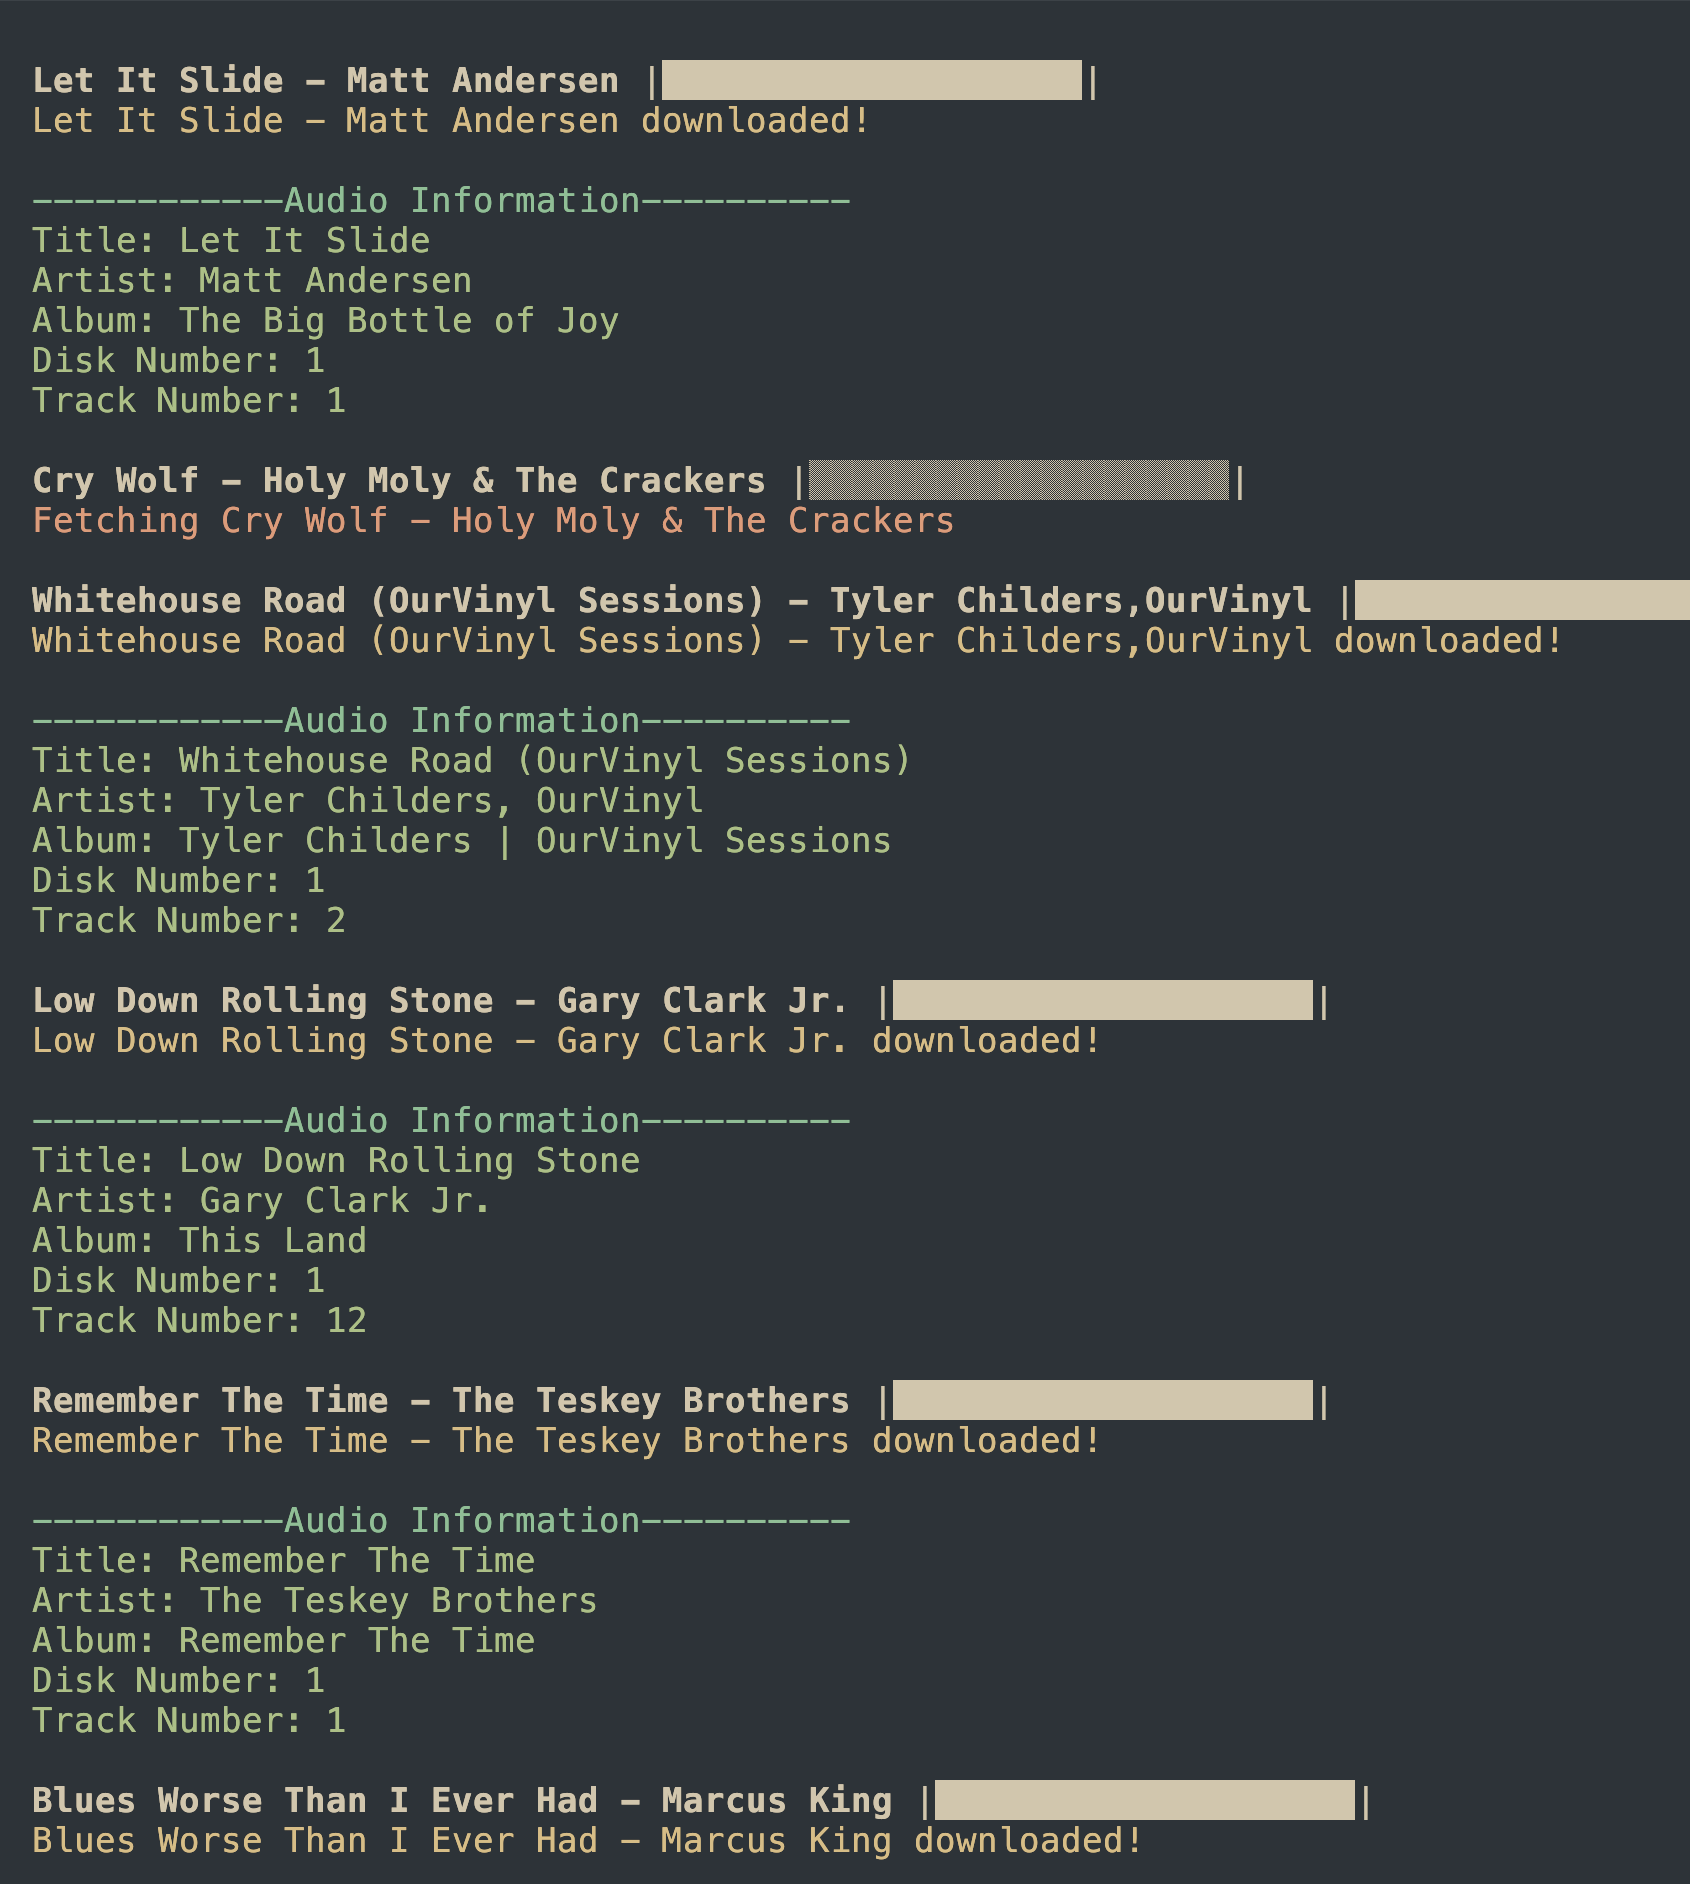 Let It Slide - Matt Andersen ||
Let It Slide - Matt Andersen downloaded!
------------Audio Information----------
Title: Let It Slide
Artist: Matt Andersen
Album: The Big Bottle of Joy
Disk Number: 1
Track Number: 1
Cry Wolf - Holy Moly & The Crackers ||
Fetching Cry Wolf - Holy Moly & The Crackers
Whitehouse Road (OurVinyl Sessions) - Tyler Childers,OurVinyl |
Whitehouse Road (OurVinyl Sessions) - Tyler Childers,OurVinyl downloaded!
------------Audio Information----------
Title: Whitehouse Road (OurVinyl Sessions)
Artist: Tyler Childers, OurVinyl
Album: Tyler Childers | OurVinyl Sessions
Disk Number: 1
Track Number: 2
Low Down Rolling Stone - Gary Clark Jr. ||
Low Down Rolling Stone - Gary Clark Jr. downloaded!
------------Audio Information----------
Title: Low Down Rolling Stone
Artist: Gary Clark Jr.
Album: This Land
Disk Number: 1
Track Number: 12
Remember The Time - The Teskey Brothers ||
Remember The Time - The Teskey Brothers downloaded!
------------Audio Information----------
Title: Remember The Time
Artist: The Teskey Brothers
Album: Remember The Time
Disk Number: 1
Track Number: 1
Blues Worse Than I Ever Had - Marcus King ||
Blues Worse Than I Ever Had - Marcus King downloaded!